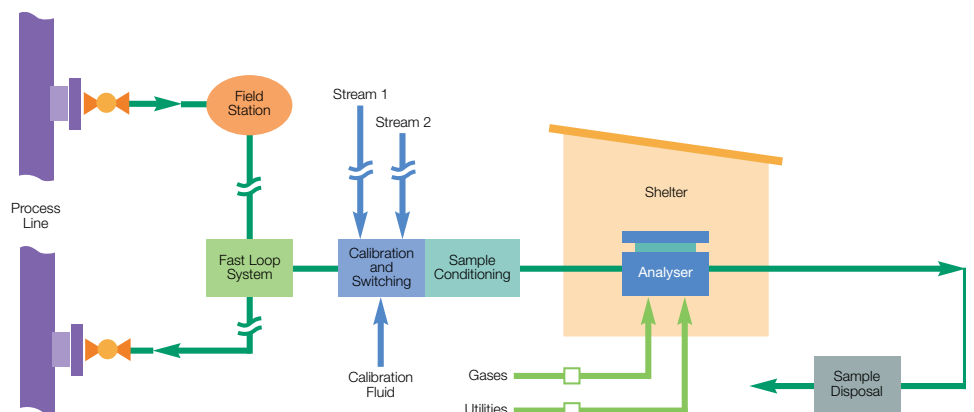 Process
Line
Field
Station
Stream 1
Stream 2
Shelter
Fast Loop
System
Calibration
and
Switching
Sample
Conditioning
Analyser
Calibration
Fluid
Gases
Utilities
Sample
Disposal